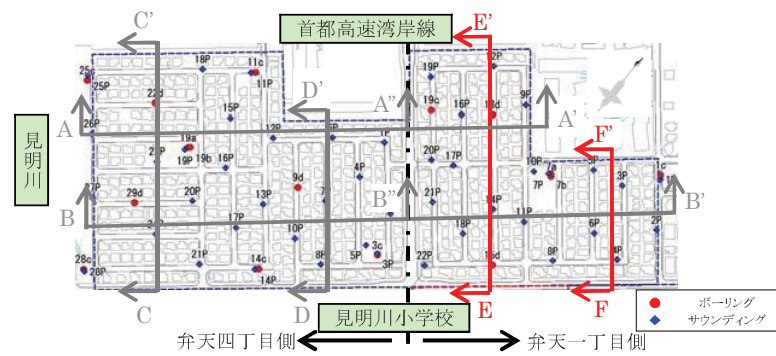 首都高速湾岸線
C'
E'
18P
11c
11P
25c
25P
22d
D'
A''
19P
2P
15P
19c
16P
13d
9P
26P
A
12P
1P
A'
F'
見明川
19a
19P
19b
16P
20P
17P
10P
7a
7P
7b
3P
1c
9d
B''
B'
29d
20P
13P
21P
14P
B
17P
10P
11P
18P
6P
2P
28c
28P
21P
14c
14P
8P
5P
3c
3P
22P
15d
8P
4P
C
D
E
F
見明川小学校
弁天四丁目側
弁天一丁目側
ボーリング
サウンディング